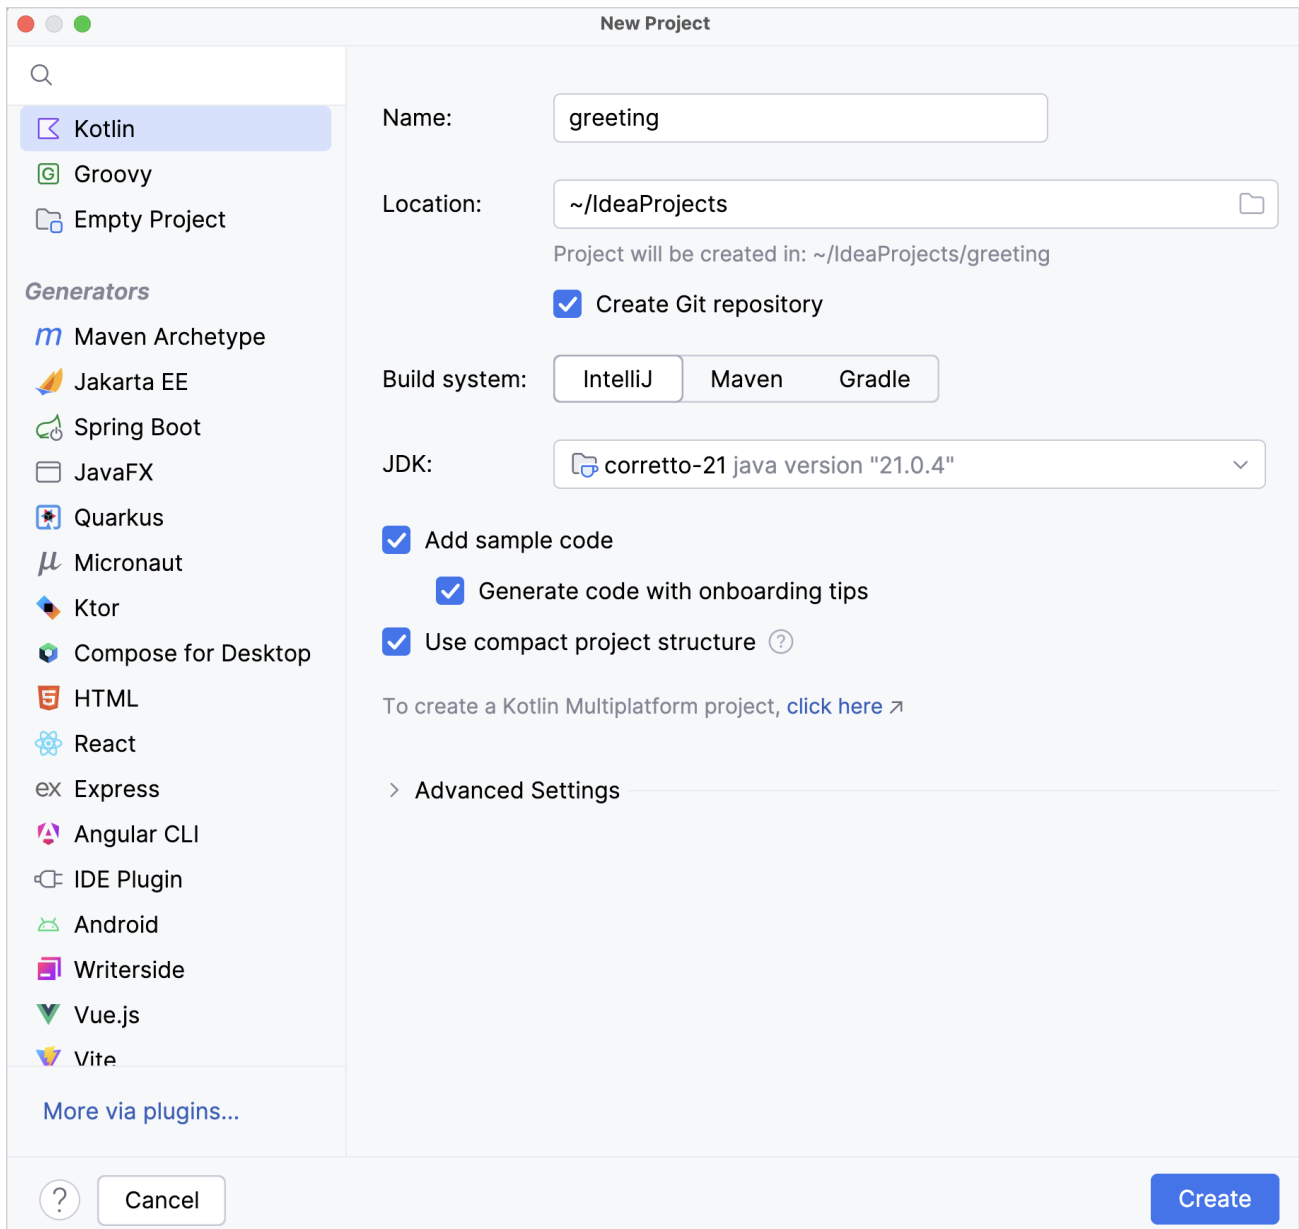 New Project
Kotlin
Groovy
Empty Project
Generators
Maven Archetype
Jakarta EE
Spring Boot
JavaFX
Quarkus
Micronaut
Ktor
Compose for Desktop
HTML
React
Express
Angular CLI
IDE Plugin
Android
Writerside
Vue.js
Vite
More via plugins...
Name: greeting
Location: ~/IdeaProjects
Project will be created in: ~/IdeaProjects/greeting
Create Git repository
Build system: IntelliJ Maven Gradle
JDK: corretto-21 java version "21.0.4"
Add sample code
Generate code with onboarding tips
Use compact project structure ?
To create a Kotlin Multiplatform project, click here ↗
Advanced Settings
? Cancel Create